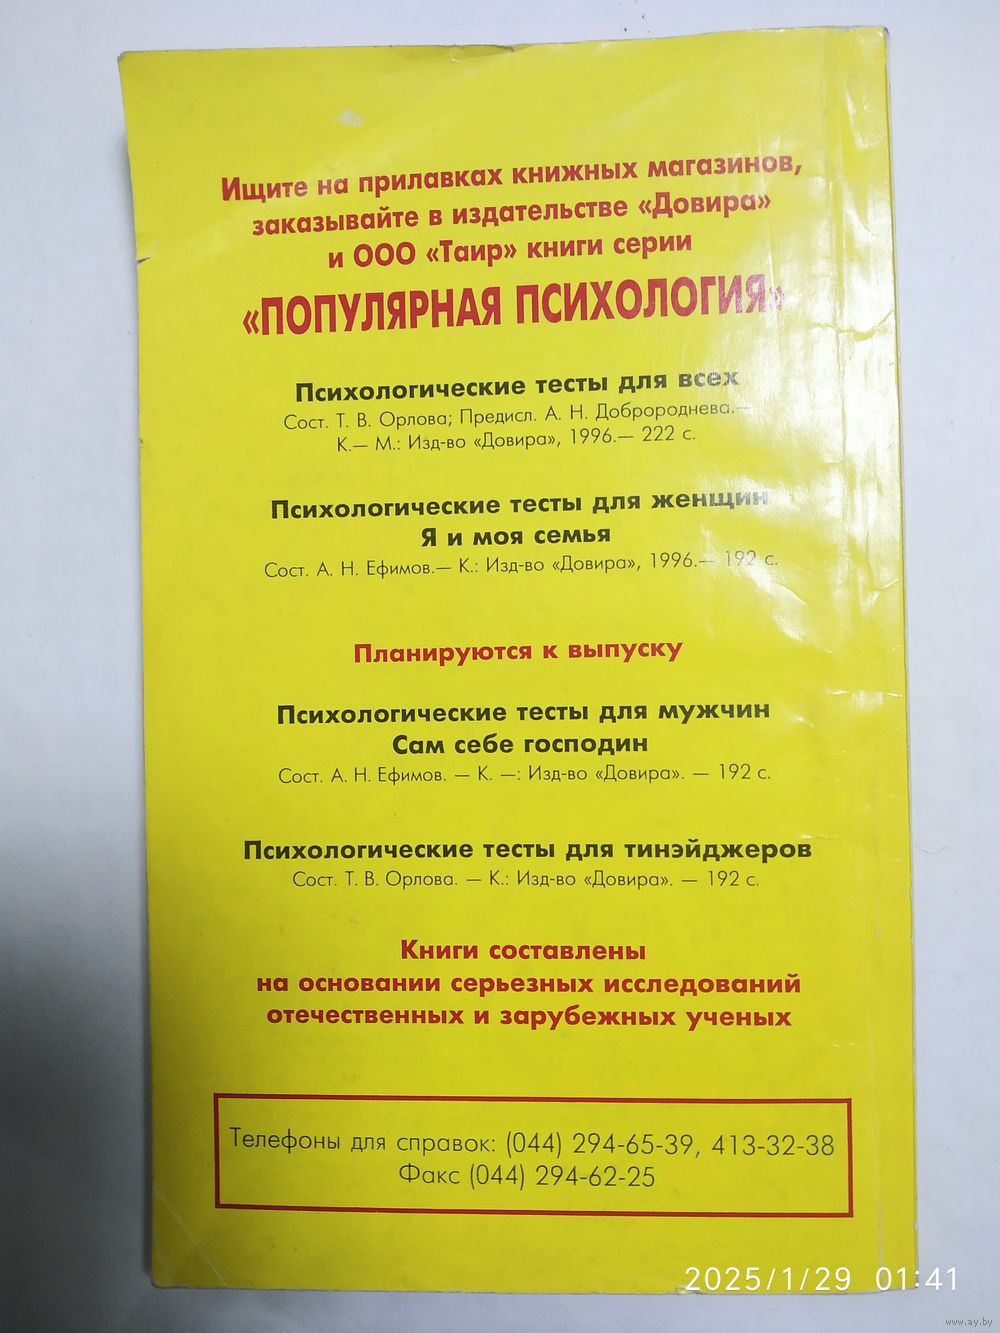 Ищите на прилавках книжных магазинов,
заказывайте в издательстве «Довира»
и ООО «Таир» книги серии
«ПОПУЛЯРНАЯ ПСИХОЛОГИЯ»
Психологические тесты для всех
Сост. Т. В. Орлова; Предисл. А. Н. Добророднева.—
К.— М.: Изд-во «Довира», 1996.— 222 с.
Психологические тесты для женщин
Я и моя семья
Сост. А. Н. Ефимов.— К.: Изд-во «Довира», 1996.— 192 с.
Планируются к выпуску
Психологические тесты для мужчин
Сам себе господин
Сост. А. Н. Ефимов. — К. —: Изд-во «Довира». — 192 с.
Психологические тесты для тинэйджеров
Сост. Т. В. Орлова. — К.: Изд-во «Довира». — 192 с.
Книги составлены
на основании серьезных исследований
отечественных и зарубежных ученых
Телефоны для справок: (044) 294-65-39, 413-32-38
Факс (044) 294-62-25
2025/1/29 01:41
www.ay.by